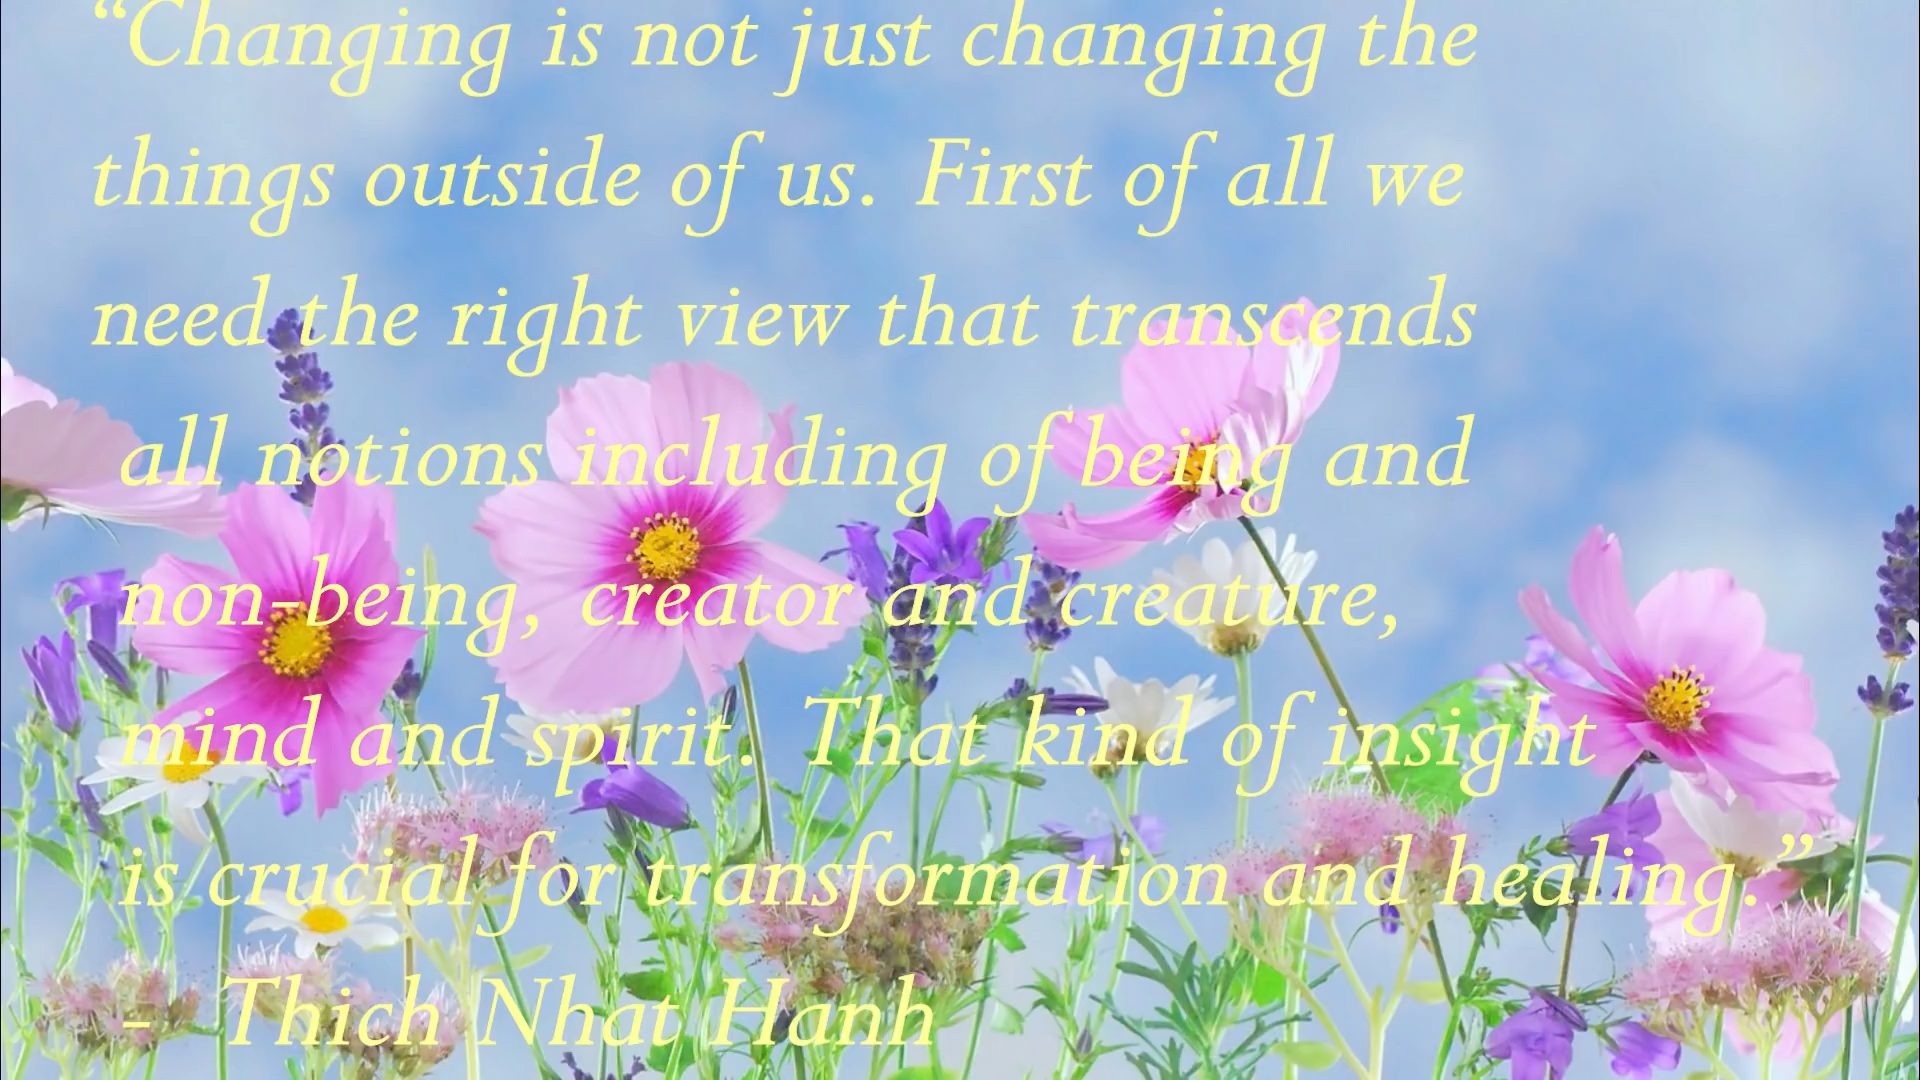 “Changing is not just changing the
things outside of us. First of all we
need the right view that transcends
all notions including of being and
non-being, creator and creature,
mind and spirit. That kind of insight
is crucial for transformation and healing.”
- Thich Nhat Hanh